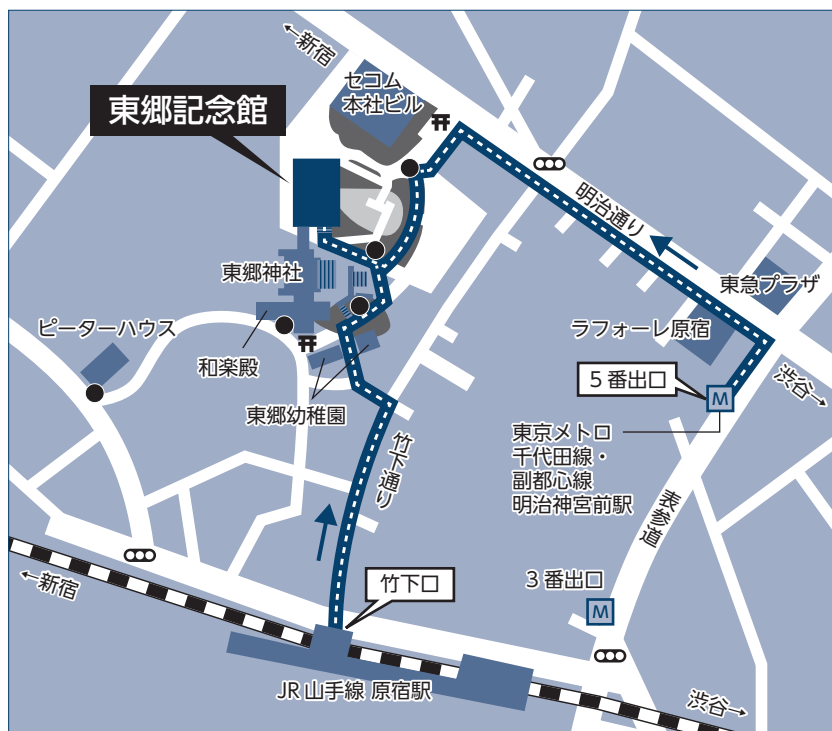 ←新宿
セコム
本社ビル
東郷記念館
明治通り
東郷神社
東急プラザ
ピーターハウス
ラフォーレ原宿
和楽殿
5番出口
渋谷→
M
東郷幼稚園
東京メトロ
千代田線・
副都心線
明治神宮前駅
竹下通り
表参道
3番出口
M
←新宿
竹下口
JR山手線 原宿駅
渋谷→